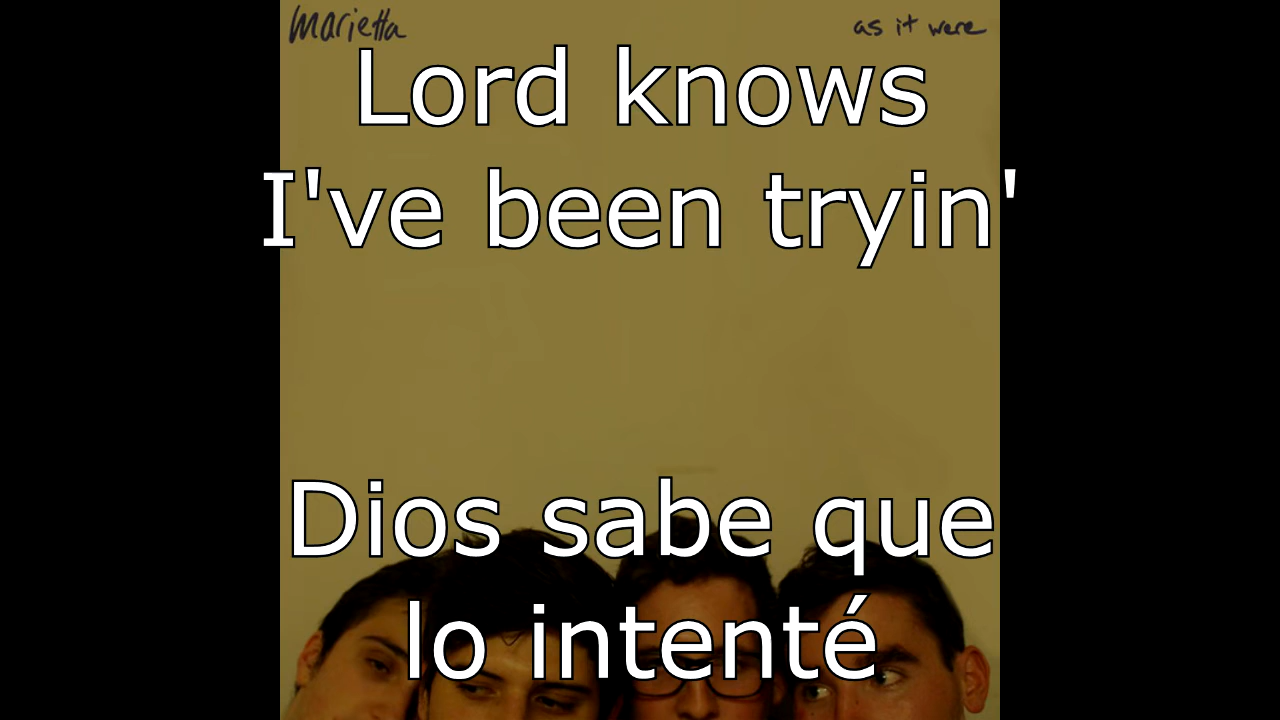 marietta as it were
Lord knows
I've been tryin'
Dios sabe que
lo intenté